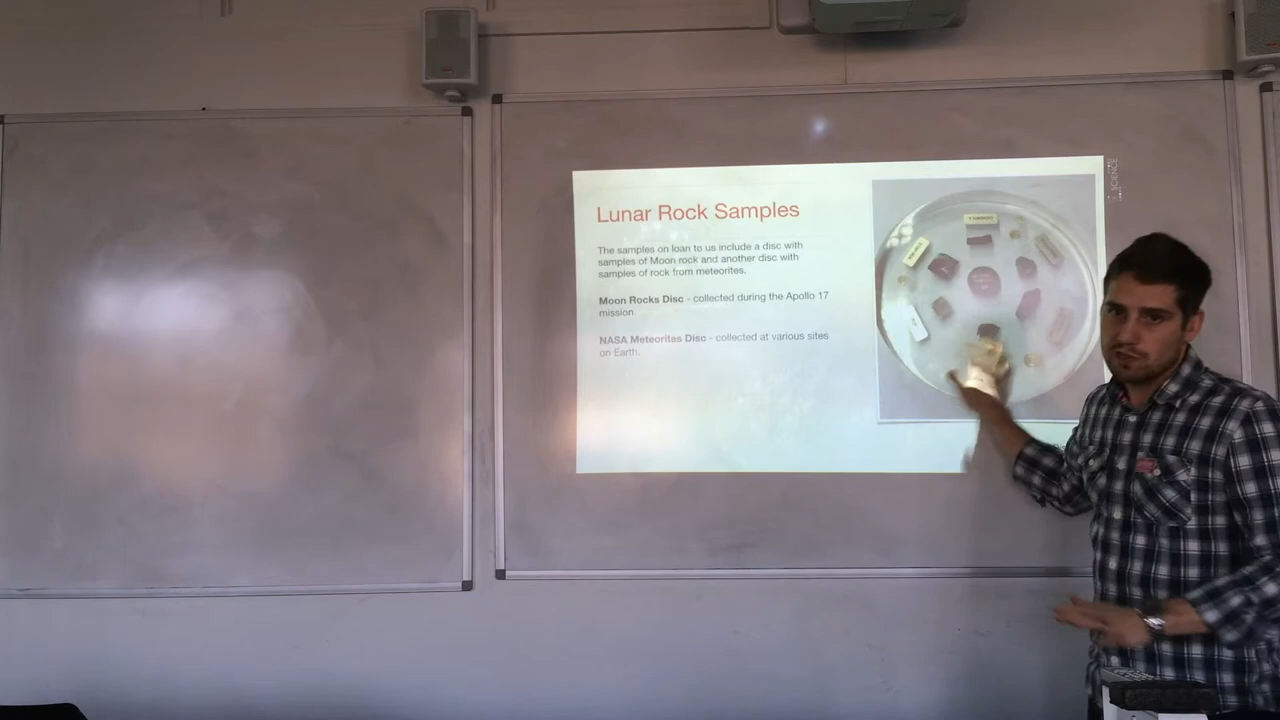 Lunar Rock Samples
The samples on loan to us include a disc with
samples of Moon rock and another disc with
samples of rock from meteorites.
Moon Rocks Disc - collected during the Apollo 17
mission.
NASA Meteorites Disc - collected at various sites
on Earth.
SCIENCE